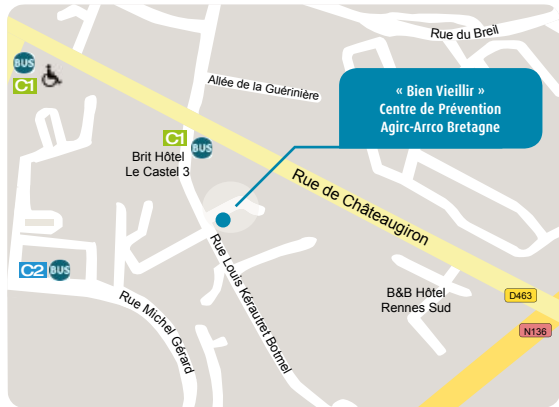 Rue du Breil
BUS
C1
Allée de la Guérinière
« Bien Vieillir »
Centre de Prévention
Agirc-Arrco Bretagne
C1
BUS
Brit Hôtel
Le Castel 3
Rue de Châteaugiron
Rue Louis Kérautret Botmel
C2 BUS
Rue Michel Gérard
B&B Hôtel
Rennes Sud
D463
N136